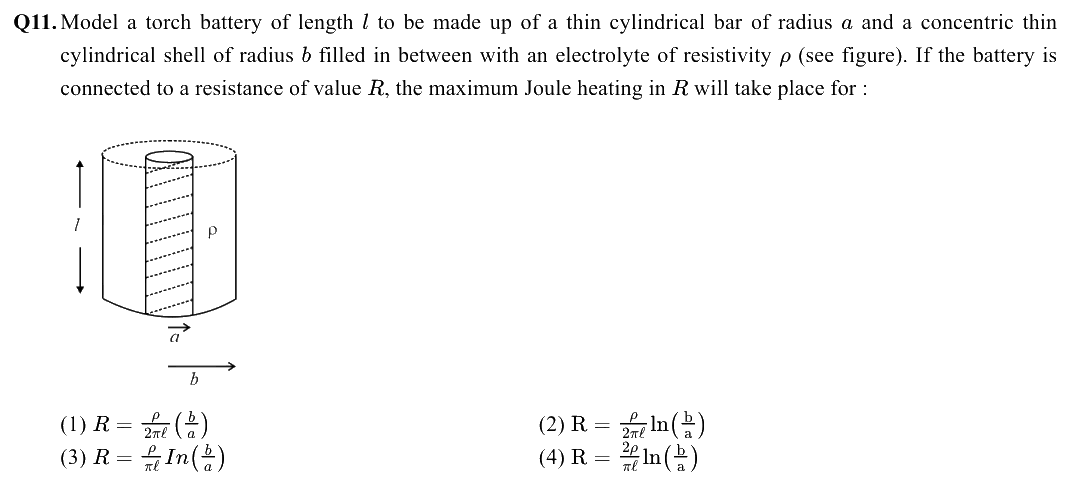 Q11. Model a torch battery of length l to be made up of a thin cylindrical bar of radius a and a concentric thin
cylindrical shell of radius b filled in between with an electrolyte of resistivity ρ (see figure). If the battery is
connected to a resistance of value R, the maximum Joule heating in R will take place for :
l
ρ
a
b
(1) R = ρ/2πℓ (b/a)
(2) R = ρ/2πℓ ln(b/a)
(3) R = ρ/πℓ In(b/a)
(4) R = 2ρ/πℓ ln(b/a)